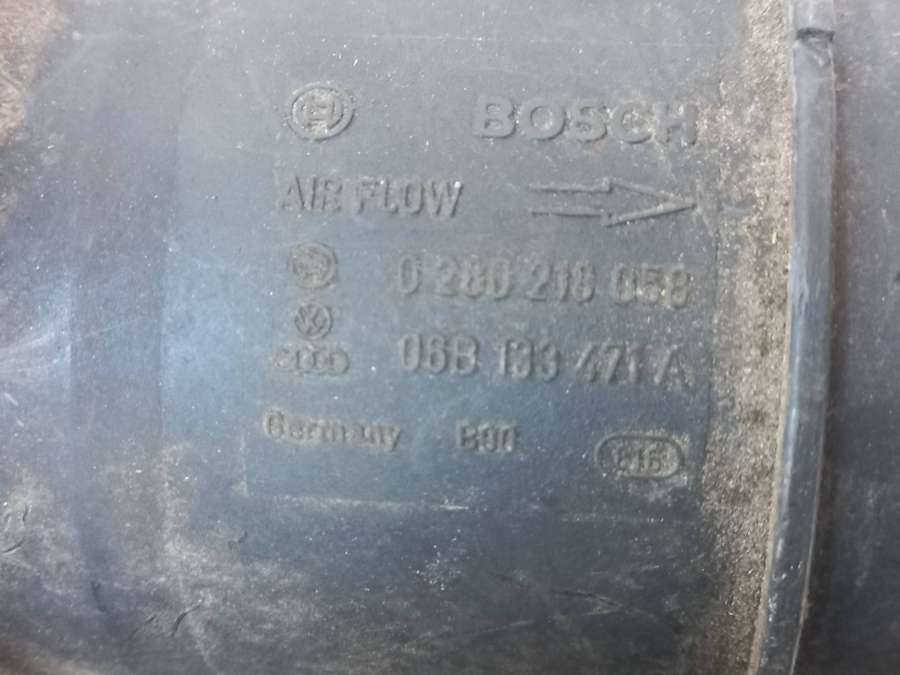 BOSCH
AIR FLOW
0 280 218 058
06B 133 471 A
Germany